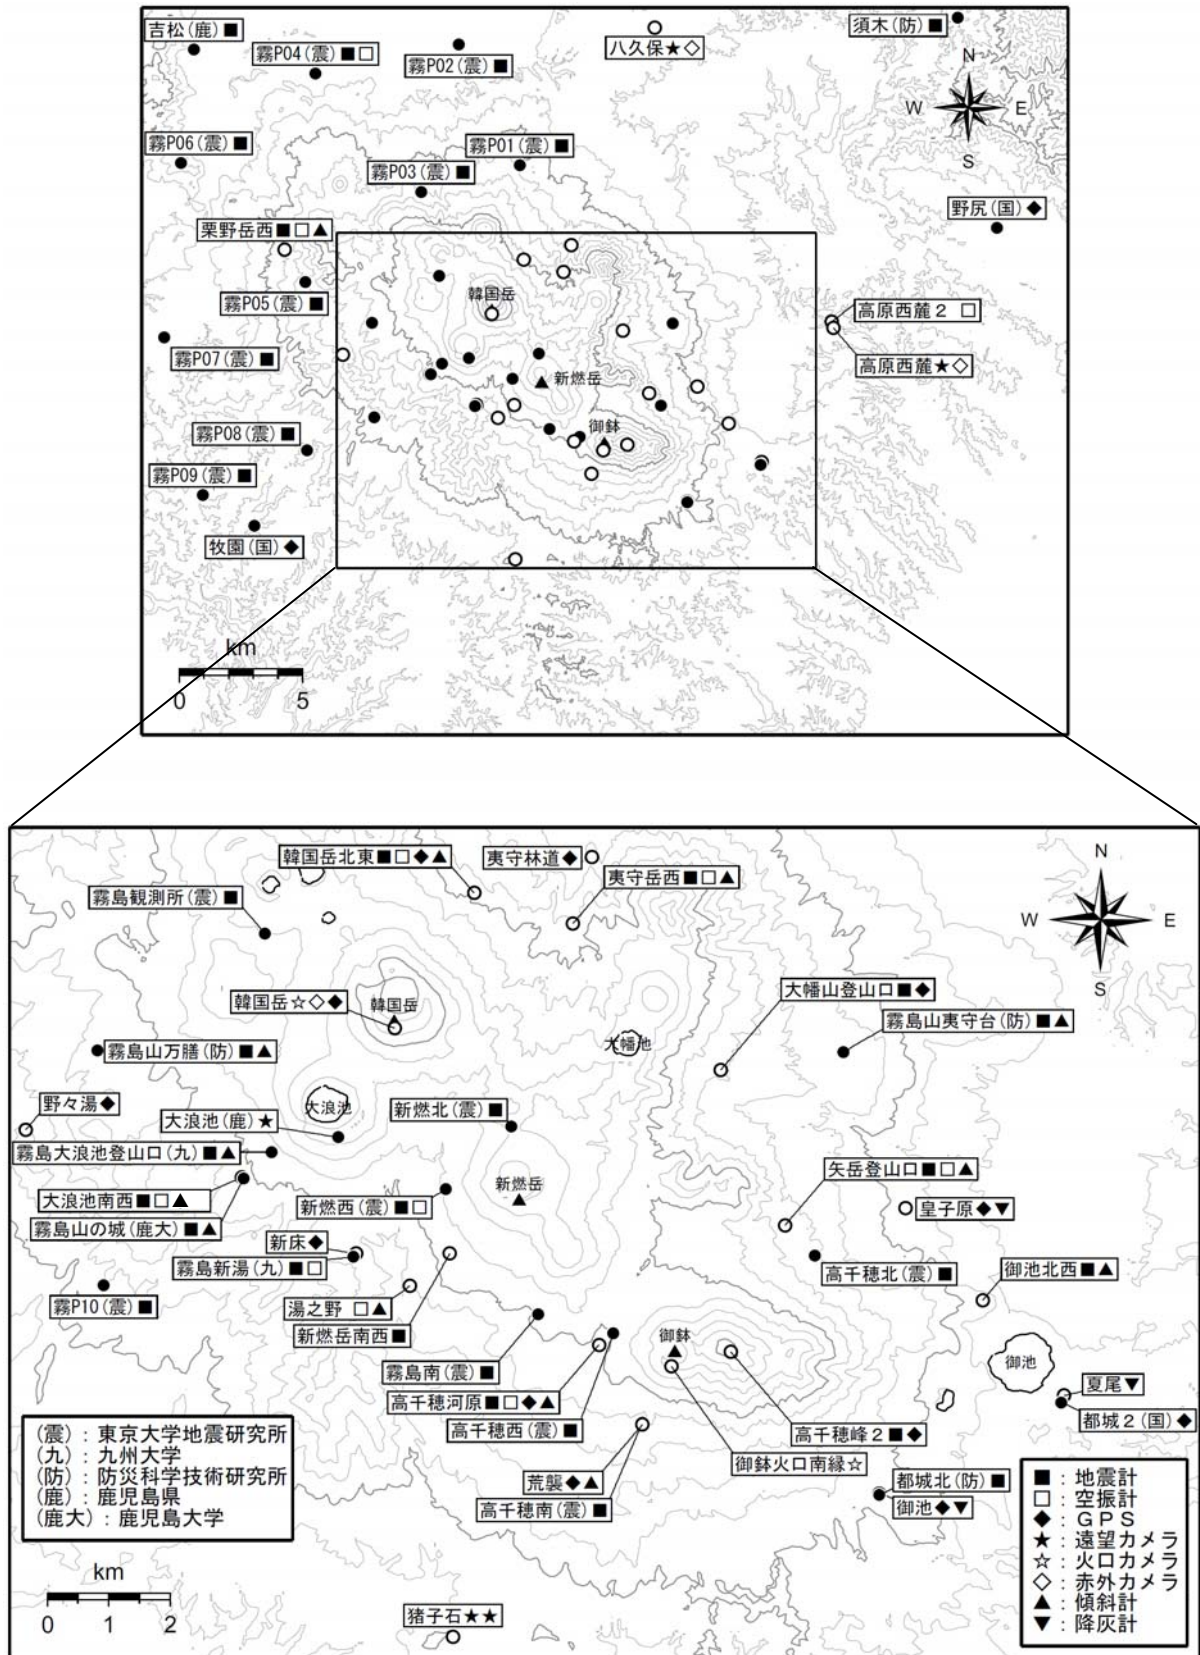 吉松(鹿)■
霧P04(震)■□
霧P02(震)■
八久保★◇
須木(防)■
N
W
E
S
霧P06(震)■
霧P01(震)■
霧P03(震)■
野尻(国)◆
栗野岳西■□▲
韓国岳
霧P05(震)■
高原西麓2 □
霧P07(震)■
高原西麓★◇
新燃岳
御鉢
霧P08(震)■
霧P09(震)■
牧園(国)◆
km
0 5
韓国岳北東■□◆▲
夷守林道◆
夷守岳西■□▲
霧島観測所(震)■
N
W
E
S
韓国岳☆◇◆
韓国岳
大幡山登山口■◆
霧島山夷守台(防)■▲
大幡池
霧島山万膳(防)■▲
野々湯◆
大浪池
大浪池(鹿)★
新燃北(震)■
霧島大浪池登山口(九)■▲
矢岳登山口■□▲
大浪池南西■□▲
新燃岳
新燃西(震)■□
皇子原◆▼
霧島山の城(鹿大)■▲
新床◆
霧島新湯(九)■□
高千穂北(震)■
御池北西■▲
霧P10(震)■
湯之野 □▲
新燃岳南西■
御鉢
御池
霧島南(震)■
夏尾▼
高千穂河原■□◆▲
都城2(国)◆
高千穂西(震)■
高千穂峰2■◆
御鉢火口南縁☆
荒襲◆▲
高千穂南(震)■
都城北(防)■
御池◆▼
(震):東京大学地震研究所
(九):九州大学
(防):防災科学技術研究所
(鹿):鹿児島県
(鹿大):鹿児島大学
■:地震計
□:空振計
◆:GPS
★:遠望カメラ
☆:火口カメラ
◇:赤外カメラ
▲:傾斜計
▼:降灰計
km
0 1 2
猪子石★★